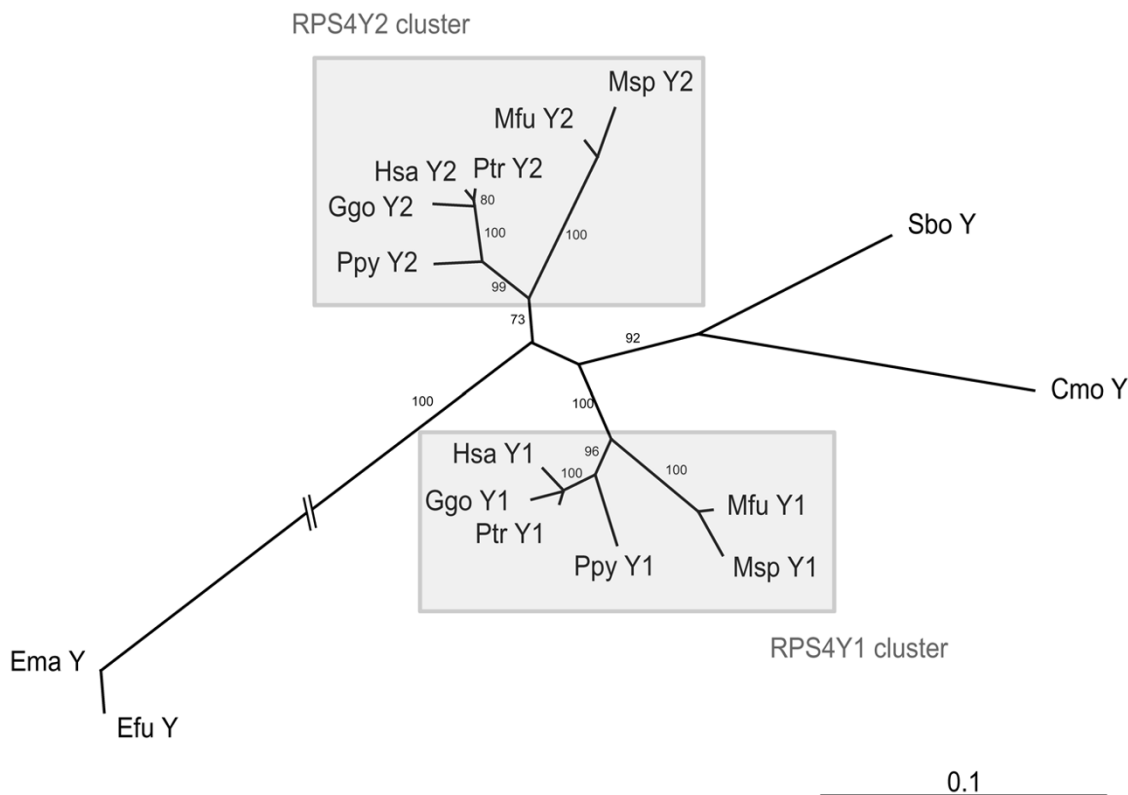 RPS4Y2 cluster
Msp Y2
Mfu Y2
Hsa Y2
Ptr Y2
80
Ggo Y2
100
100
Ppy Y2
99
73
Sbo Y
92
Cmo Y
100
100
Hsa Y1
96
100
100
Ggo Y1
Mfu Y1
Ptr Y1
Ppy Y1
Msp Y1
RPS4Y1 cluster
Ema Y
Efu Y
0.1